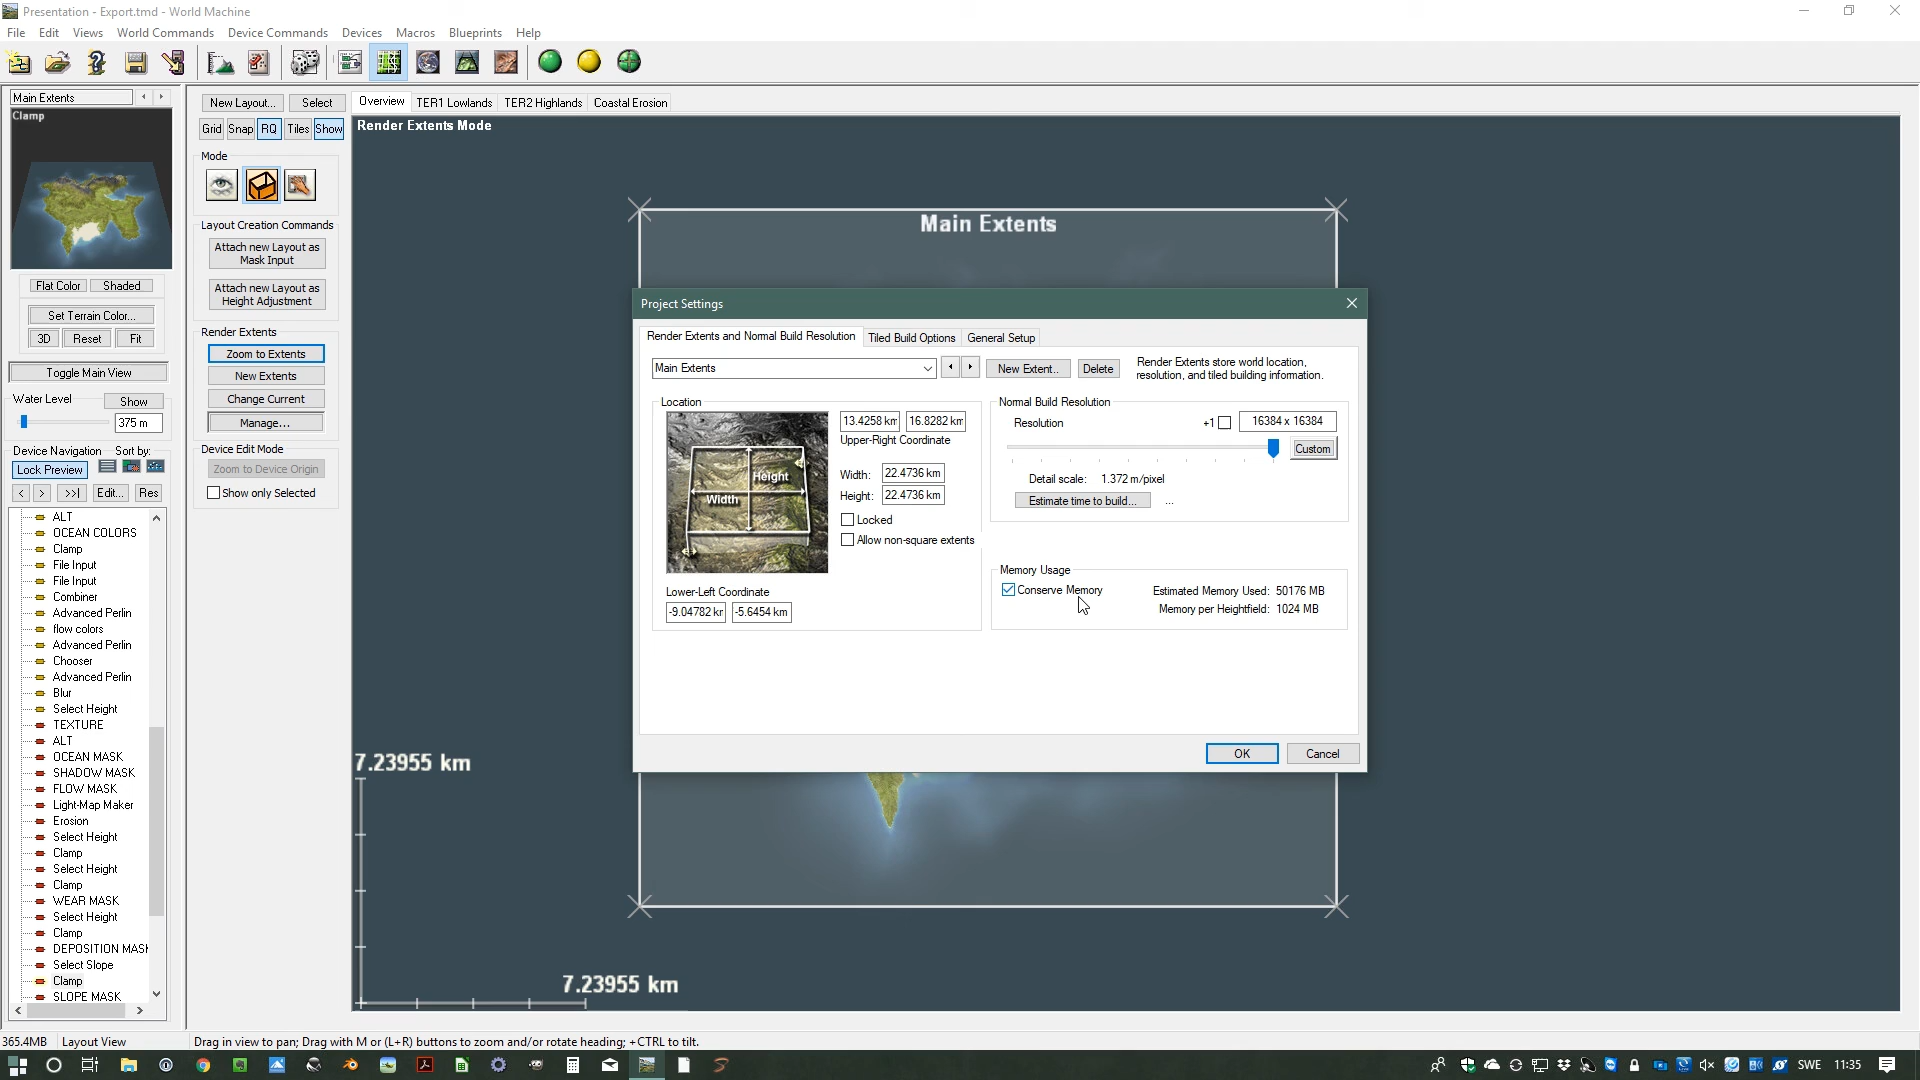 Presentation - Export.tmd - World Machine
File Edit Views World Commands Device Commands Devices Macros Blueprints Help
Main Extents
Clamp
Flat Color Shaded
Set Terrain Color...
3D Reset Fit
Toggle Main View
Water Level Show
375 m
Device Navigation Sort by:
Lock Preview
< > >>| Edit... Res
ALT
OCEAN COLORS
Clamp
File Input
File Input
Combiner
Advanced Perlin
flow colors
Advanced Perlin
Chooser
Advanced Perlin
Blur
Select Height
TEXTURE
ALT
OCEAN MASK
SHADOW MASK
FLOW MASK
Light-Map Maker
Erosion
Select Height
Clamp
Select Height
Clamp
WEAR MASK
Select Height
Clamp
DEPOSITION MASK
Select Slope
Clamp
SLOPE MASK
New Layout... Select
Grid Snap RQ Tiles Show
Mode
Layout Creation Commands
Attach new Layout as
Mask Input
Attach new Layout as
Height Adjustment
Render Extents
Zoom to Extents
New Extents
Change Current
Manage...
Device Edit Mode
Zoom to Device Origin
Show only Selected
Overview TER1 Lowlands TER2 Highlands Coastal Erosion
Render Extents Mode
Main Extents
7.23955 km
7.23955 km
Project Settings
Render Extents and Normal Build Resolution Tiled Build Options General Setup
Main Extents
New Extent.. Delete
Render Extents store world location,
resolution, and tiled building information.
Location
Height
Width
13.4258 km 16.8282 km
Upper-Right Coordinate
Width: 22.4736 km
Height: 22.4736 km
Locked
Allow non-square extents
Lower-Left Coordinate
-9.04782 kr -5.6454 km
Normal Build Resolution
Resolution +1 16384 x 16384
Custom
Detail scale: 1.372 m/pixel
Estimate time to build... ...
Memory Usage
Conserve Memory
Estimated Memory Used: 50176 MB
Memory per Heightfield: 1024 MB
OK Cancel
365.4MB Layout View Drag in view to pan; Drag with M or (L+R) buttons to zoom and/or rotate heading; +CTRL to tilt.
SWE 11:35